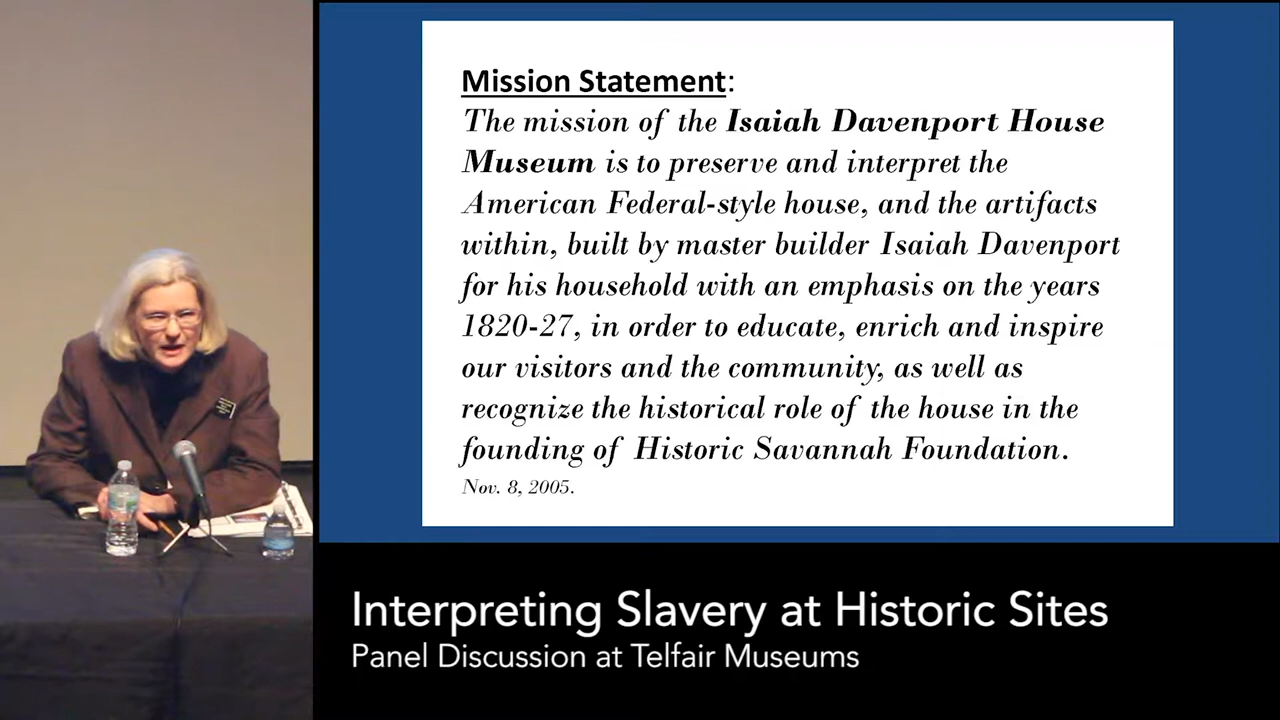 Mission Statement:
The mission of the Isaiah Davenport House
Museum is to preserve and interpret the
American Federal-style house, and the artifacts
within, built by master builder Isaiah Davenport
for his household with an emphasis on the years
1820-27, in order to educate, enrich and inspire
our visitors and the community, as well as
recognize the historical role of the house in the
founding of Historic Savannah Foundation.
Nov. 8, 2005.
Interpreting Slavery at Historic Sites
Panel Discussion at Telfair Museums